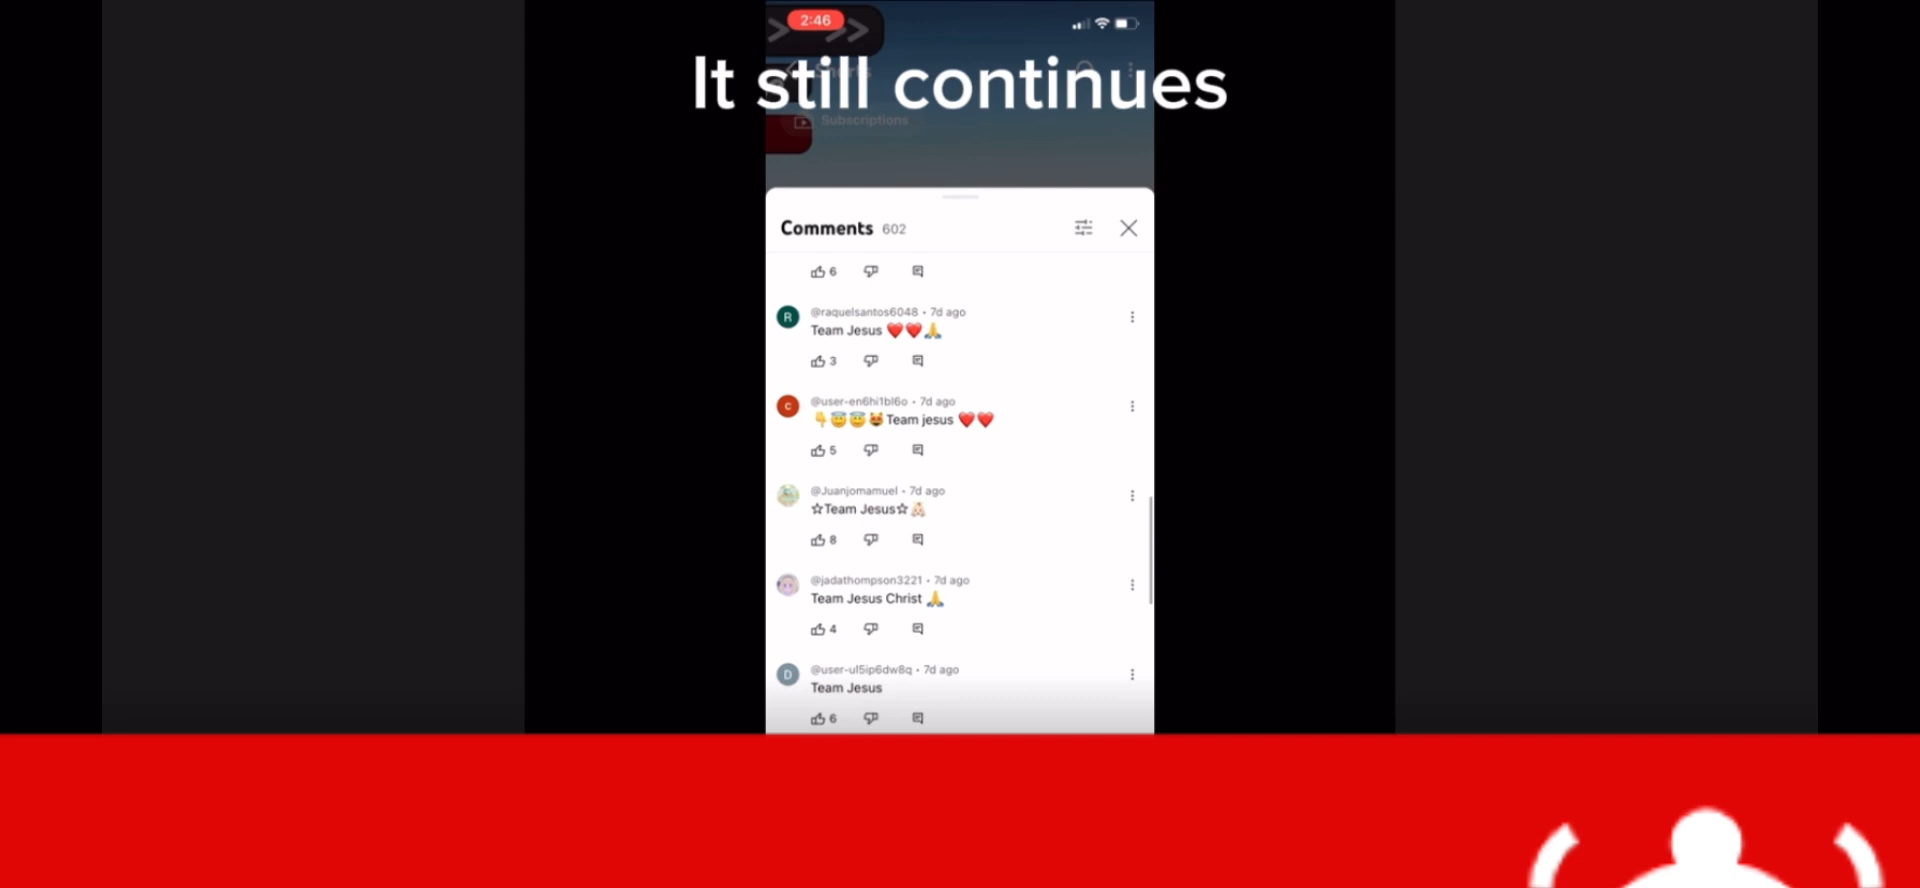 2:46
It still continues
Shorts
Subscriptions
Comments 602
6
R
@raquelsantos6048 • 7d ago
Team Jesus ❤️❤️🙏
3
c
@user-en6hi1bl6o • 7d ago
👇😇😇😻Team jesus ❤️❤️
5
@Juanjomamuel • 7d ago
☆Team Jesus☆👶🏻
8
@jadathompson3221 • 7d ago
Team Jesus Christ 🙏
4
D
@user-ul5ip6dw8q • 7d ago
Team Jesus
6